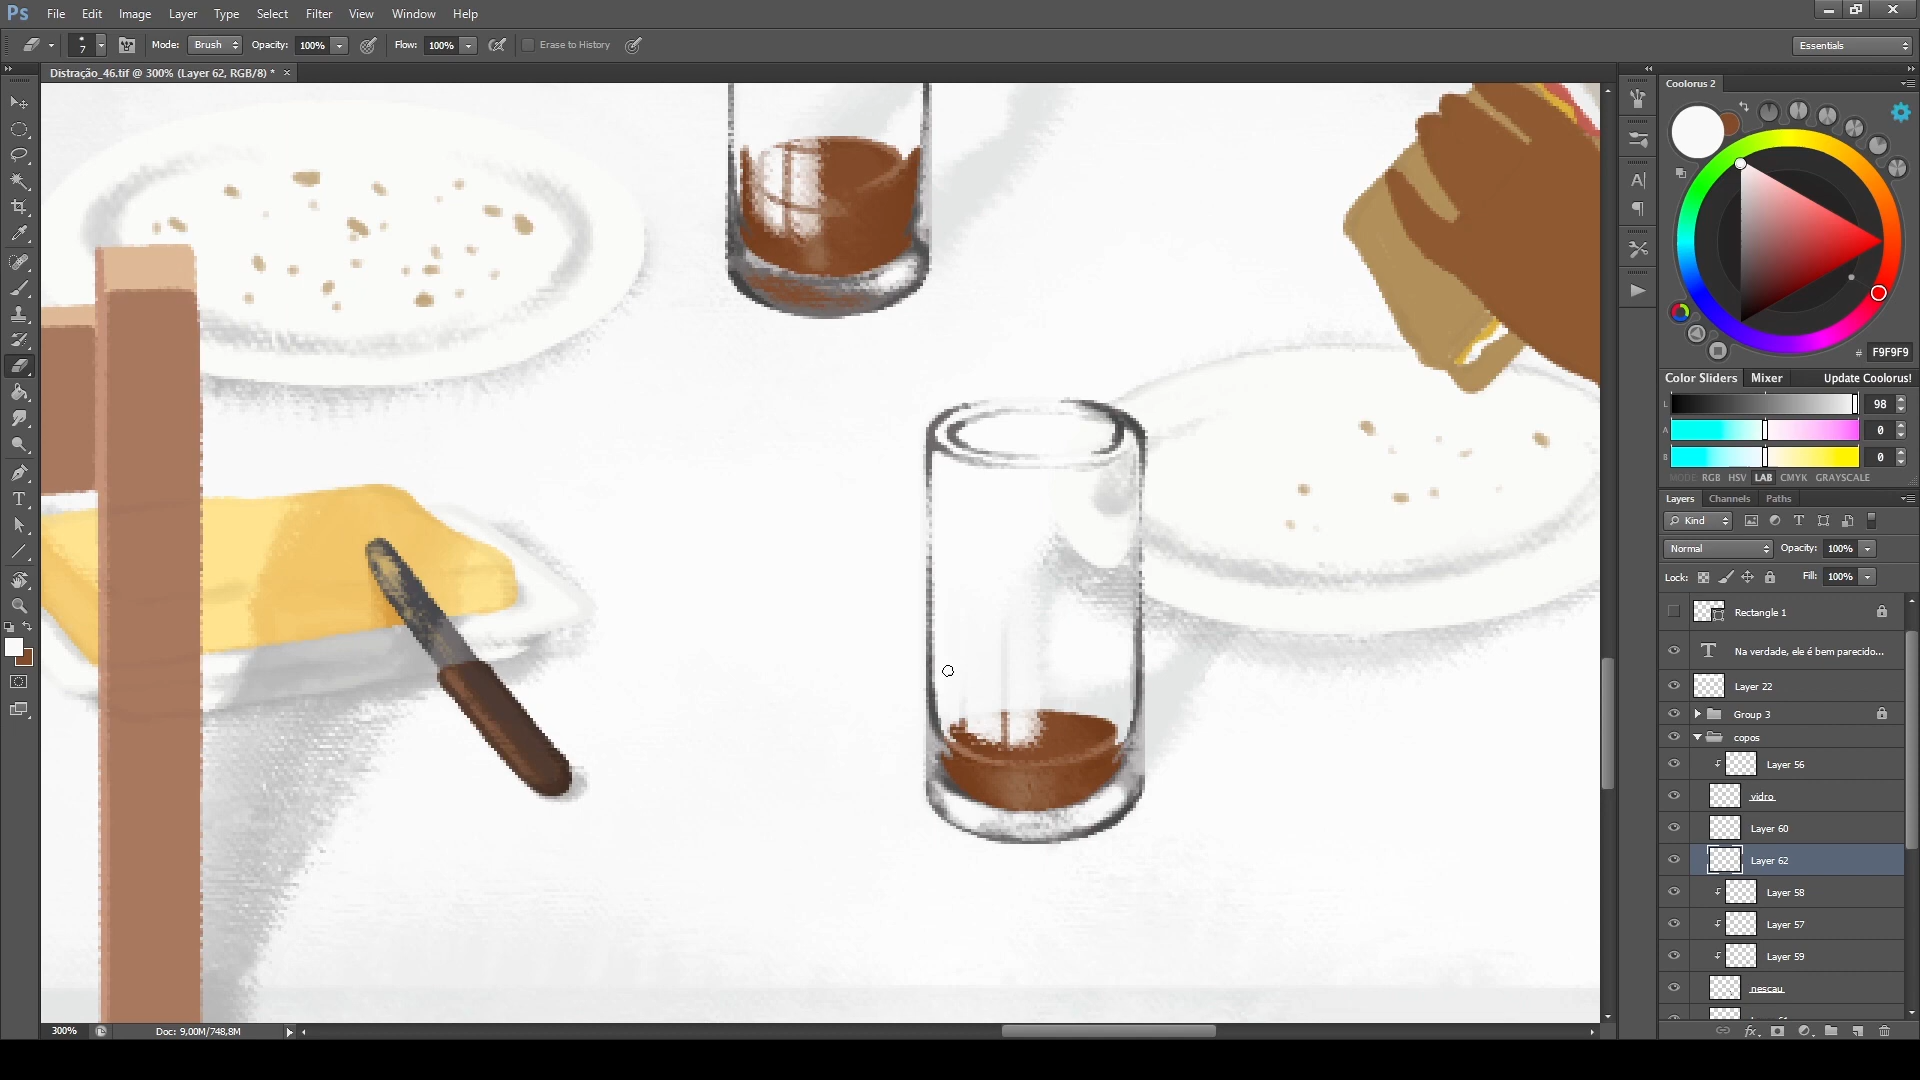 Ps File Edit Image Layer Type Select Filter View Window Help
7 Mode: Brush Opacity: 100% Flow: 100% Erase to History Essentials
Distração_46.tif @ 300% (Layer 62, RGB/8) * ×
Coolorus 2
# F9F9F9
Color Sliders Mixer Update Coolorus!
L 98
A 0
B 0
MODE RGB HSV LAB CMYK GRAYSCALE
Layers Channels Paths
Kind
Normal Opacity: 100%
Lock: Fill: 100%
Rectangle 1
Na verdade, ele é bem parecido...
Layer 22
Group 3
copos
Layer 56
vidro
Layer 60
Layer 62
Layer 58
Layer 57
Layer 59
nescau
300% Doc: 9,00M/748,8M